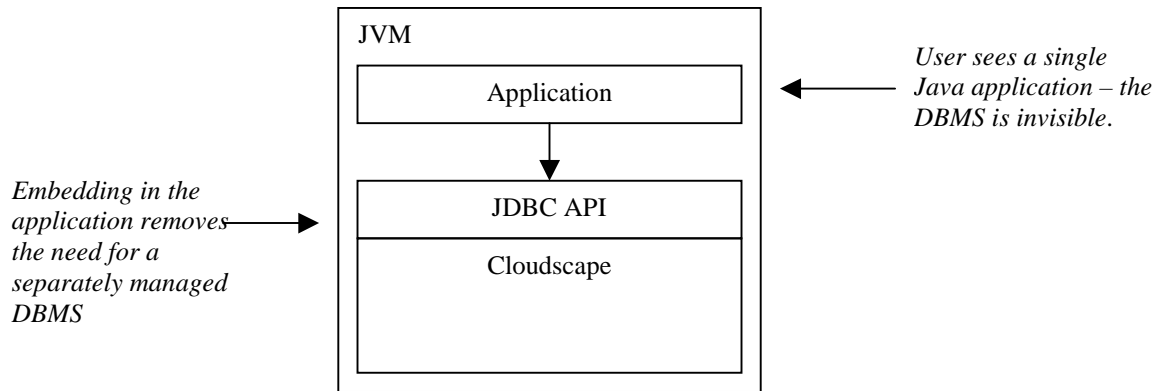 JVM
Application
User sees a single
Java application – the
DBMS is invisible.
Embedding in the
application removes
the need for a
separately managed
DBMS
JDBC API
Cloudscape